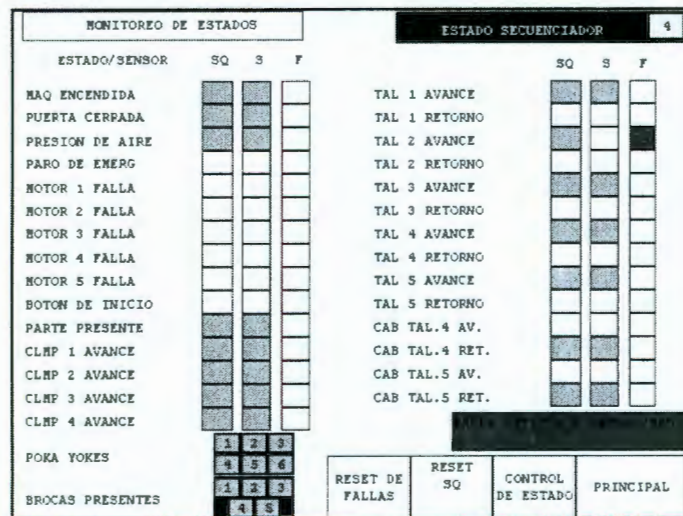 MONITOREO DE ESTADOS
ESTADO SECUENCIADOR 4
ESTADO/SENSOR SQ S F
SQ S F
MAQ ENCENDIDA
PUERTA CERRADA
PRESION DE AIRE
PARO DE EMERG
MOTOR 1 FALLA
MOTOR 2 FALLA
MOTOR 3 FALLA
MOTOR 4 FALLA
MOTOR 5 FALLA
BOTON DE INICIO
PARTE PRESENTE
CLMP 1 AVANCE
CLMP 2 AVANCE
CLMP 3 AVANCE
CLMP 4 AVANCE
TAL 1 AVANCE
TAL 1 RETORNO
TAL 2 AVANCE
TAL 2 RETORNO
TAL 3 AVANCE
TAL 3 RETORNO
TAL 4 AVANCE
TAL 4 RETORNO
TAL 5 AVANCE
TAL 5 RETORNO
CAB TAL.4 AV.
CAB TAL.4 RET.
CAB TAL.5 AV.
CAB TAL.5 RET.
POKA YOKES
1 2 3
4 5 6
BROCAS PRESENTES
1 2 3
4 5
RESET DE
FALLAS
RESET
SQ
CONTROL
DE ESTADO
PRINCIPAL